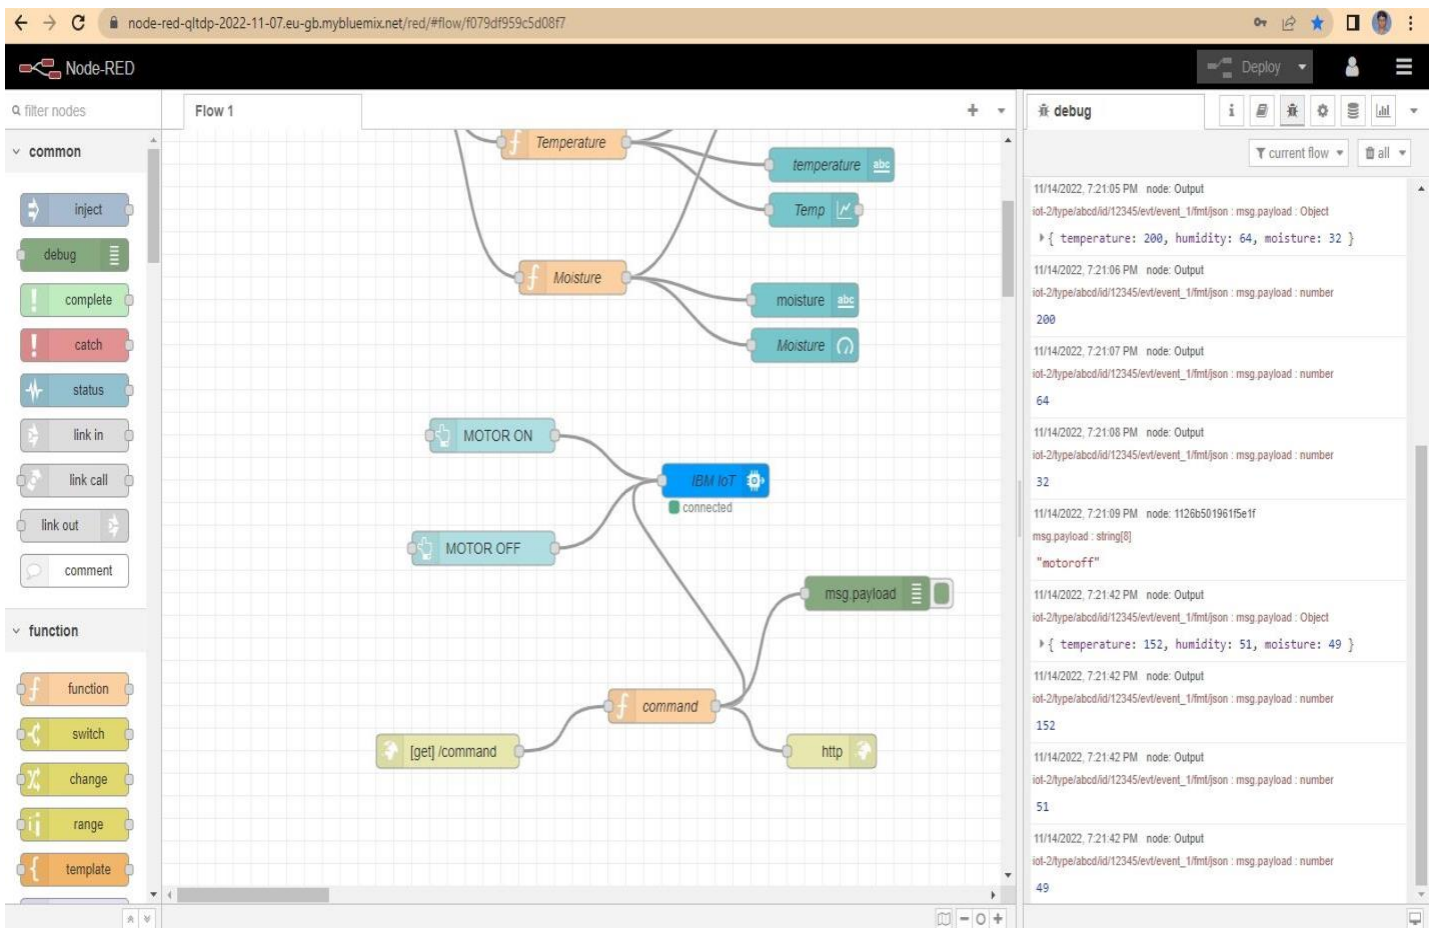 node-red-qltdp-2022-11-07.eu-gb.mybluemix.net/red/#flow/f079df959c5d08f7
Node-RED
Deploy
filter nodes
common
inject
debug
complete
catch
status
link in
link call
link out
comment
function
function
switch
change
range
template
Flow 1
Temperature
temperature abc
Temp
Moisture
moisture abc
Moisture
MOTOR ON
IBM IoT
connected
MOTOR OFF
msg.payload
command
[get] /command
http
debug
i
current flow
all
11/14/2022, 7:21:05 PM node: Output
iot-2/type/abcd/id/12345/evt/event_1/fmt/json : msg.payload : Object
{ temperature: 200, humidity: 64, moisture: 32 }
11/14/2022, 7:21:06 PM node: Output
iot-2/type/abcd/id/12345/evt/event_1/fmt/json : msg.payload : number
200
11/14/2022, 7:21:07 PM node: Output
iot-2/type/abcd/id/12345/evt/event_1/fmt/json : msg.payload : number
64
11/14/2022, 7:21:08 PM node: Output
iot-2/type/abcd/id/12345/evt/event_1/fmt/json : msg.payload : number
32
11/14/2022, 7:21:09 PM node: 1126b501961f5e1f
msg.payload : string[8]
"motoroff"
11/14/2022, 7:21:42 PM node: Output
iot-2/type/abcd/id/12345/evt/event_1/fmt/json : msg.payload : Object
{ temperature: 152, humidity: 51, moisture: 49 }
11/14/2022, 7:21:42 PM node: Output
iot-2/type/abcd/id/12345/evt/event_1/fmt/json : msg.payload : number
152
11/14/2022, 7:21:42 PM node: Output
iot-2/type/abcd/id/12345/evt/event_1/fmt/json : msg.payload : number
51
11/14/2022, 7:21:42 PM node: Output
iot-2/type/abcd/id/12345/evt/event_1/fmt/json : msg.payload : number
49